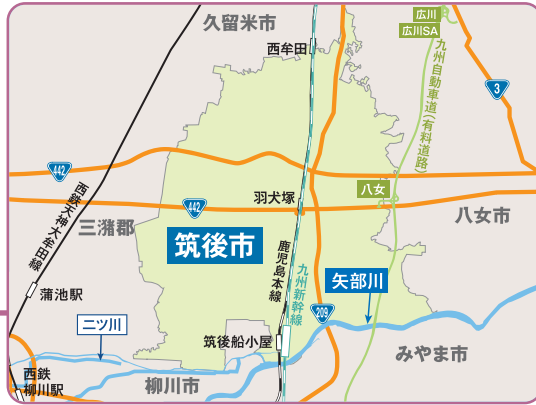 久留米市
広川
広川SA
西牟田
九州自動車道(有料道路)
3
442
西鉄天神大牟田線
442
羽犬塚
八女
三潴郡
八女市
筑後市
鹿児島本線
九州新幹線
矢部川
蒲池駅
209
二ツ川
筑後船小屋
みやま市
西鉄
柳川駅
柳川市